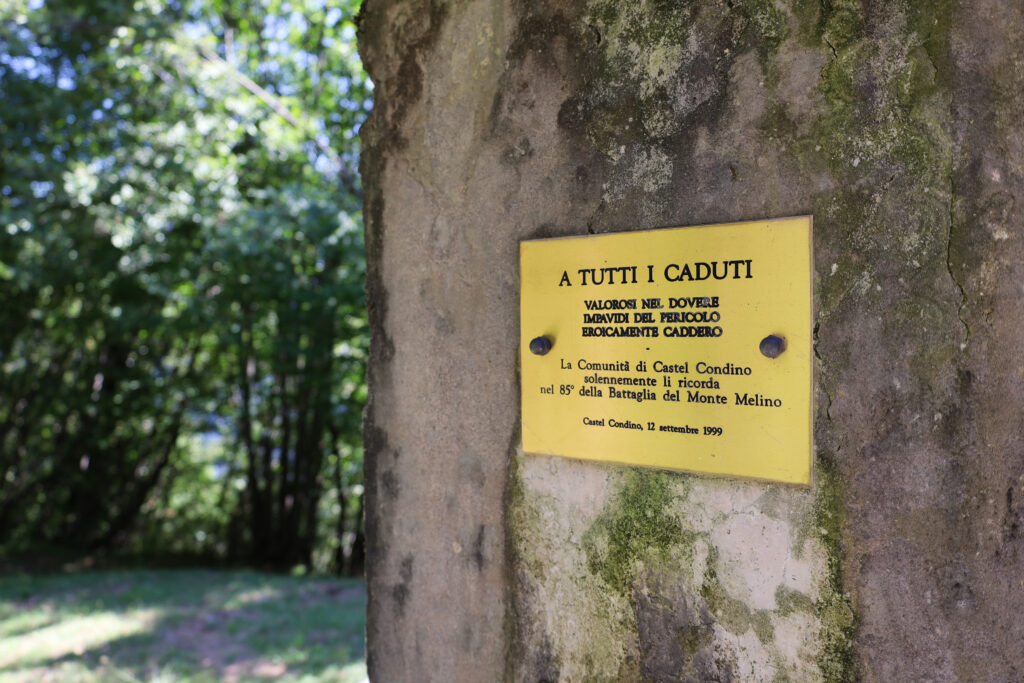 A TUTTI I CADUTI
VALOROSI NEL DOVERE
IMPAVIDI DEL PERICOLO
EROICAMENTE CADDERO
-
La Comunità di Castel Condino
solennemente li ricorda
nel 85° della Battaglia del Monte Melino
Castel Condino, 12 settembre 1999